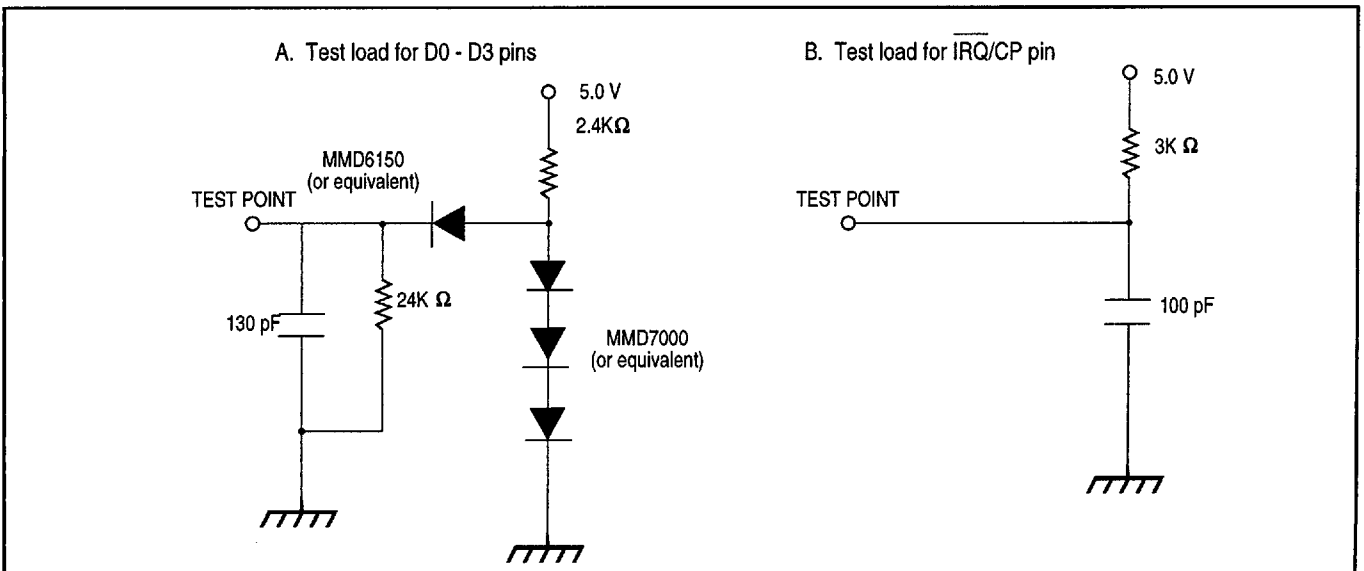 A. Test load for D0 - D3 pins
5.0 V
2.4KΩ
MMD6150
(or equivalent)
TEST POINT
24K Ω
130 pF
MMD7000
(or equivalent)
B. Test load for I̅R̅Q̅/CP pin
5.0 V
3K Ω
TEST POINT
100 pF